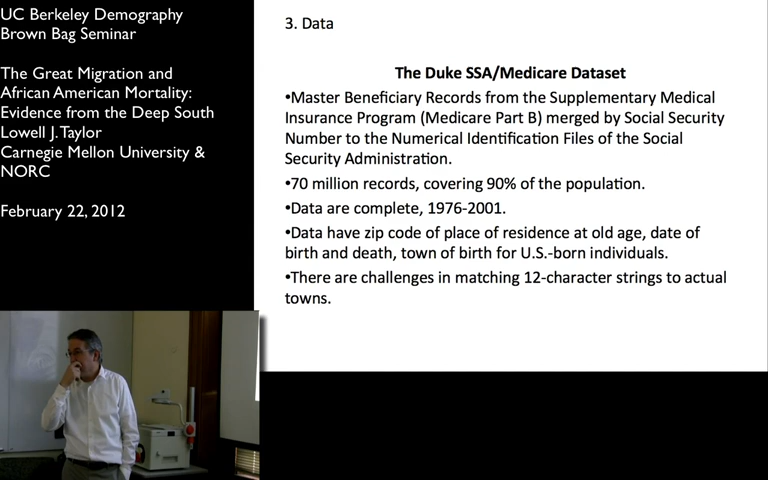 UC Berkeley Demography
Brown Bag Seminar
The Great Migration and
African American Mortality:
Evidence from the Deep South
Lowell J. Taylor
Carnegie Mellon University &
NORC
February 22, 2012
3. Data
The Duke SSA/Medicare Dataset
•Master Beneficiary Records from the Supplementary Medical
Insurance Program (Medicare Part B) merged by Social Security
Number to the Numerical Identification Files of the Social
Security Administration.
•70 million records, covering 90% of the population.
•Data are complete, 1976-2001.
•Data have zip code of place of residence at old age, date of
birth and death, town of birth for U.S.-born individuals.
•There are challenges in matching 12-character strings to actual
towns.